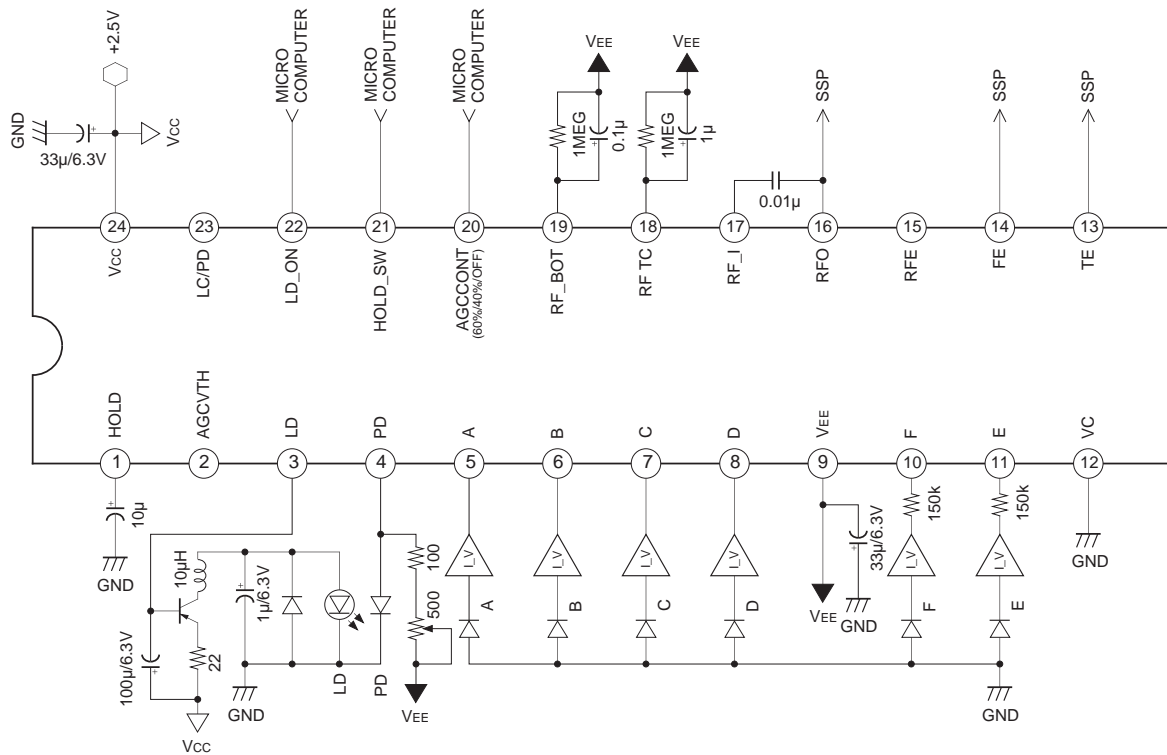 +2.5V
GND
33µ/6.3V
VCC
MICRO
COMPUTER
MICRO
COMPUTER
MICRO
COMPUTER
VEE
1MEG
0.1µ
VEE
1MEG
1µ
0.01µ
SSP
SSP
SSP
24
23
22
21
20
19
18
17
16
15
14
13
VCC
LC/PD
LD_ON
HOLD_SW
AGCCONT
(60%/40%/OFF)
RF_BOT
RF TC
RF_I
RFO
RFE
FE
TE
HOLD
AGCVTH
LD
PD
A
B
C
D
VEE
F
E
VC
1
2
3
4
5
6
7
8
9
10
11
12
10µ
GND
10µH
1µ/6.3V
100µ/6.3V
22
VCC
GND
LD
PD
100
500
VEE
I_V
A
I_V
B
I_V
C
I_V
D
33µ/6.3V
VEE
GND
150k
I_V
F
150k
I_V
E
GND
GND